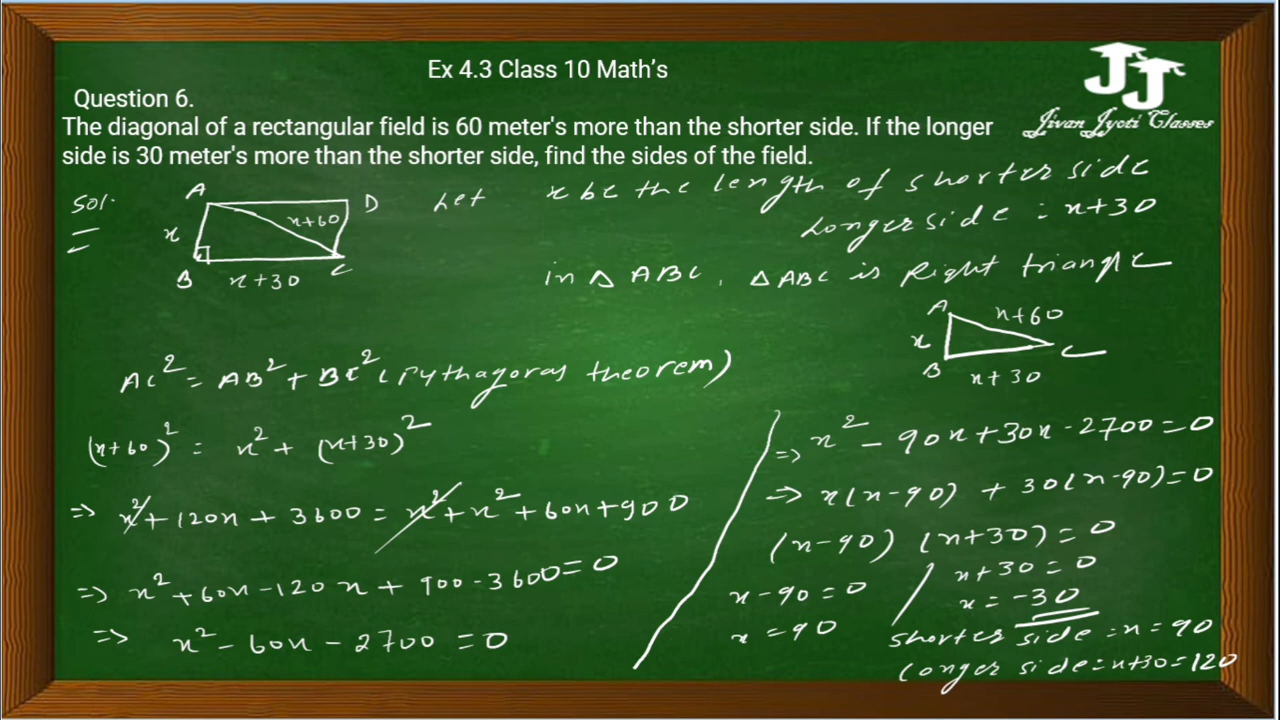 Ex 4.3 Class 10 Math's
JJ
Jivan Jyoti Classes
Question 6.
The diagonal of a rectangular field is 60 meter's more than the shorter side. If the longer
side is 30 meter's more than the shorter side, find the sides of the field.
Sol.
A
D
x
x+60
B
x+30
C
Let x be the length of shorter side
Longer side = x+30
in △ ABC, △ABC is Right triangle
A
x+60
x
B
x+30
C
AC² = AB² + BC² (Pythagoras theorem)
(x+60)² = x² + (x+30)²
=> x² + 120x + 3600 = x² + x² + 60x + 900
=> x² + 60x - 120x + 900 - 3600 = 0
=> x² - 60x - 2700 = 0
=> x² - 90x + 30x - 2700 = 0
=> x(x-90) + 30(x-90) = 0
(x-90) (x+30) = 0
x-90 = 0
x = 90
x+30 = 0
x = -30
shorter side = x = 90
longer side = x+30 = 120